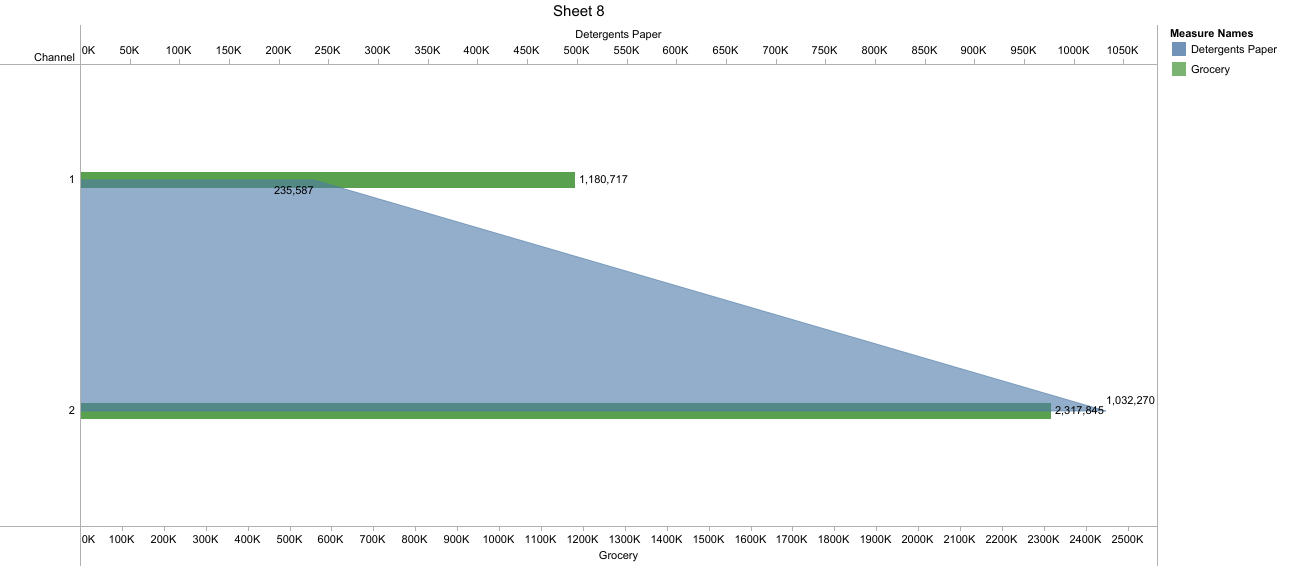 Sheet 8
Detergents Paper
Channel
0K 50K 100K 150K 200K 250K 300K 350K 400K 450K 500K 550K 600K 650K 700K 750K 800K 850K 900K 950K 1000K 1050K
Measure Names
Detergents Paper
Grocery
1
1,180,717
235,587
1,032,270
2
2,317,845
0K 100K 200K 300K 400K 500K 600K 700K 800K 900K 1000K 1100K 1200K 1300K 1400K 1500K 1600K 1700K 1800K 1900K 2000K 2100K 2200K 2300K 2400K 2500K
Grocery